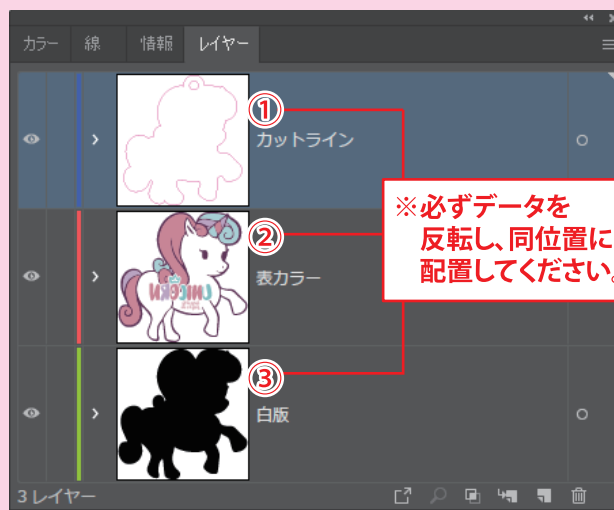 カラー 線 情報 レイヤー
①
カットライン
※必ずデータを
反転し、同位置に
配置してください。
②
表カラー
③
白版
3 レイヤー